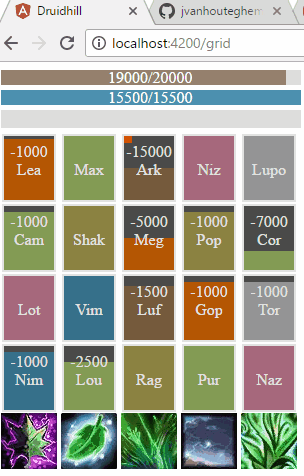 Druidhill
jvanhouteghem
localhost:4200/grid
19000/20000
15500/15500
-1000 -15000
Lea Max Ark Niz Lupo
-1000 -5000 -1000 -7000
Cam Shak Meg Pop Cor
-1500 -1000 -1000
Lot Vim Luf Gop Tor
-1000 -2500
Nim Lou Rag Pur Naz